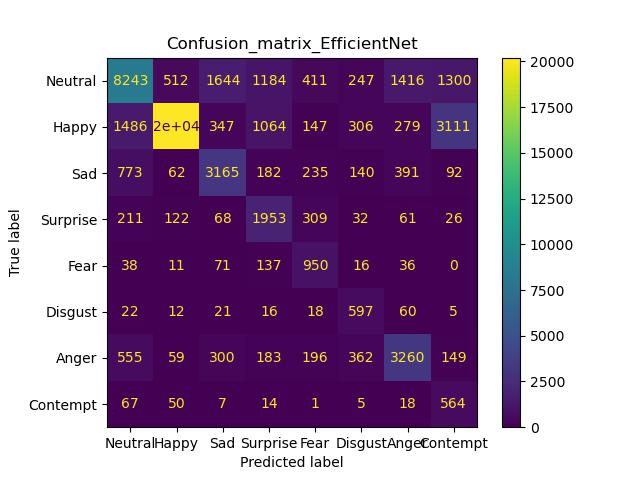 Confusion_matrix_EfficientNet
Neutral 8243 512 1644 1184 411 247 1416 1300
Happy 1486 2e+04 347 1064 147 306 279 3111
Sad 773 62 3165 182 235 140 391 92
Surprise 211 122 68 1953 309 32 61 26
Fear 38 11 71 137 950 16 36 0
Disgust 22 12 21 16 18 597 60 5
Anger 555 59 300 183 196 362 3260 149
Contempt 67 50 7 14 1 5 18 564
Neutral Happy Sad Surprise Fear Disgust Anger Contempt
Predicted label
True label
20000
17500
15000
12500
10000
7500
5000
2500
0